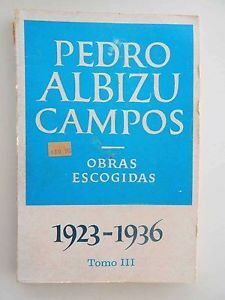 PEDRO
ALBIZU
CAMPOS
OBRAS
ESCOGIDAS
1923-1936
Tomo III